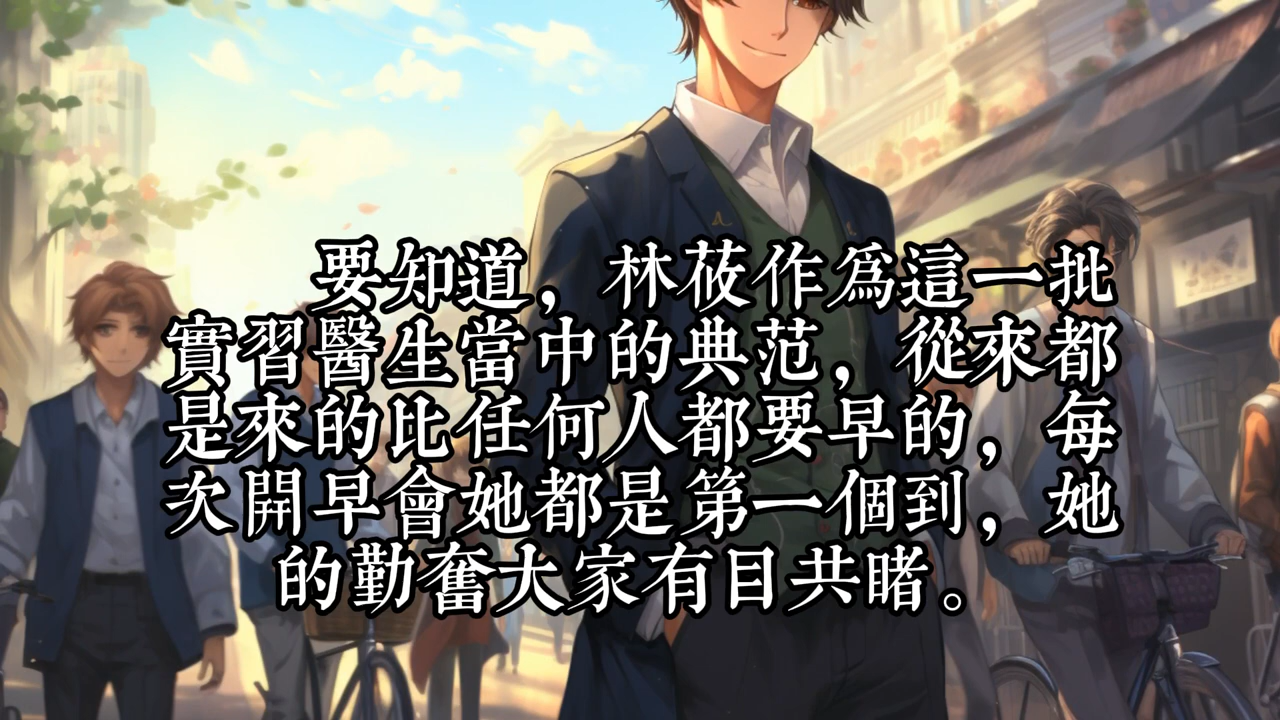 要知道，林莜作爲這一批
實習醫生當中的典范，從來都
是來的比任何人都要早的，每
次開早會她都是第一個到，她
的勤奮大家有目共睹。